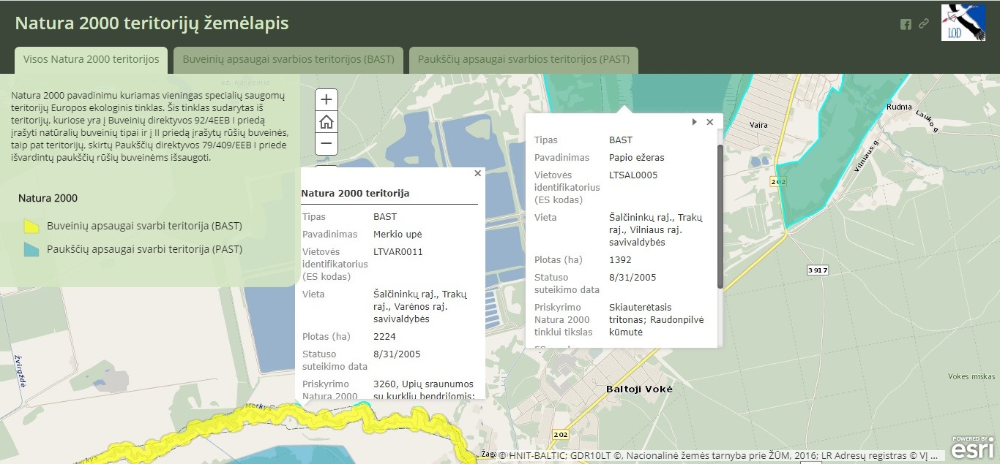 Natura 2000 teritorijų žemėlapis
LOD
Visos Natura 2000 teritorijos
Buveinių apsaugai svarbios teritorijos (BAST)
Paukščių apsaugai svarbios teritorijos (PAST)
Natura 2000 pavadinimu kuriamas vieningas specialių saugomų
teritorijų Europos ekologinis tinklas. Šis tinklas sudarytas iš
teritorijų, kuriose yra į Buveinių direktyvos 92/4EEB I priedą
įrašyti natūralių buveinių tipai ir į II priedą įrašytų rūšių buveinės,
taip pat teritorijų, skirtų Paukščių direktyvos 79/409/EEB I priede
išvardintų paukščių rūšių buveinėms išsaugoti.
Natura 2000
Buveinių apsaugai svarbi teritorija (BAST)
Paukščių apsaugai svarbi teritorija (PAST)
+
−
Natura 2000 teritorija
Tipas BAST
Pavadinimas Merkio upė
Vietovės LTVAR0011
identifikatorius
(ES kodas)
Vieta Šalčininkų raj., Trakų
raj., Varėnos raj.
savivaldybės
Plotas (ha) 2224
Statuso 8/31/2005
suteikimo data
Priskyrimo 3260, Upių sraunumos
Natura 2000 su kurklių bendrijomis;
Tipas BAST
Pavadinimas Papio ežeras
Vietovės LTSAL0005
identifikatorius
(ES kodas)
Vieta Šalčininkų raj., Trakų
raj., Vilniaus raj.
savivaldybės
Plotas (ha) 1392
Statuso 8/31/2005
suteikimo data
Priskyrimo Skiauterėtasis
Natura 2000 tritonas; Raudonpilvė
tinklui tikslas kūmutė
Vaira
Rudnia
Lauko g.
Vilniaus g.
202
3917
Vokės miškas
Baltoji Vokė
202
Žvirgždė
Merkys
© HNIT-BALTIC; GDR10LT ©, Nacionalinė žemės tarnyba prie ŽŪM, 2016; LR Adresų registras © VĮ ...
POWERED BY
esri